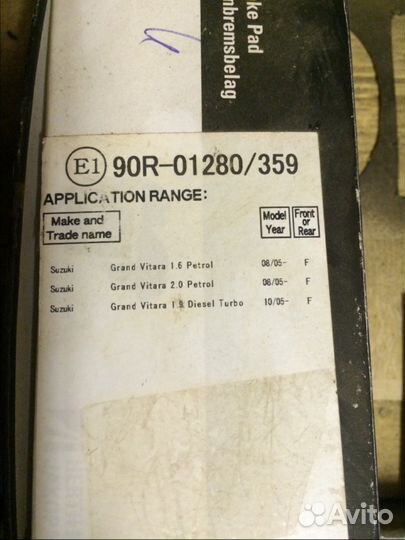 ke Pad
nbremsbelag
E1 90R-01280/359
APPLICATION RANGE:
Make and Trade name Model Year Front or Rear
Suzuki Grand Vitara 1.6 Petrol 08/05- F
Suzuki Grand Vitara 2.0 Petrol 08/05- F
Suzuki Grand Vitara 1.9 Diesel Turbo 10/05- F
Avito